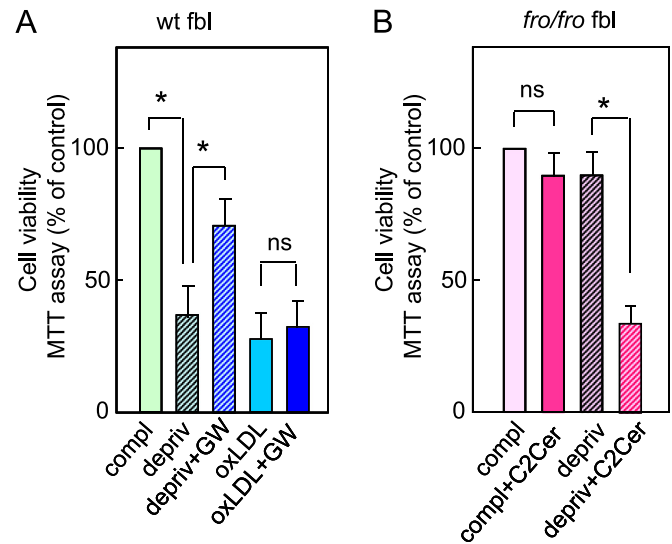 A
wt fbl
Cell viability
MTT assay (% of control)
100
50
0
*
*
ns
compl
depriv
depriv+GW
oxLDL
oxLDL+GW
B
fro/fro fbl
Cell viability
MTT assay (% of control)
100
50
0
ns
*
compl
compl+C2Cer
depriv
depriv+C2Cer